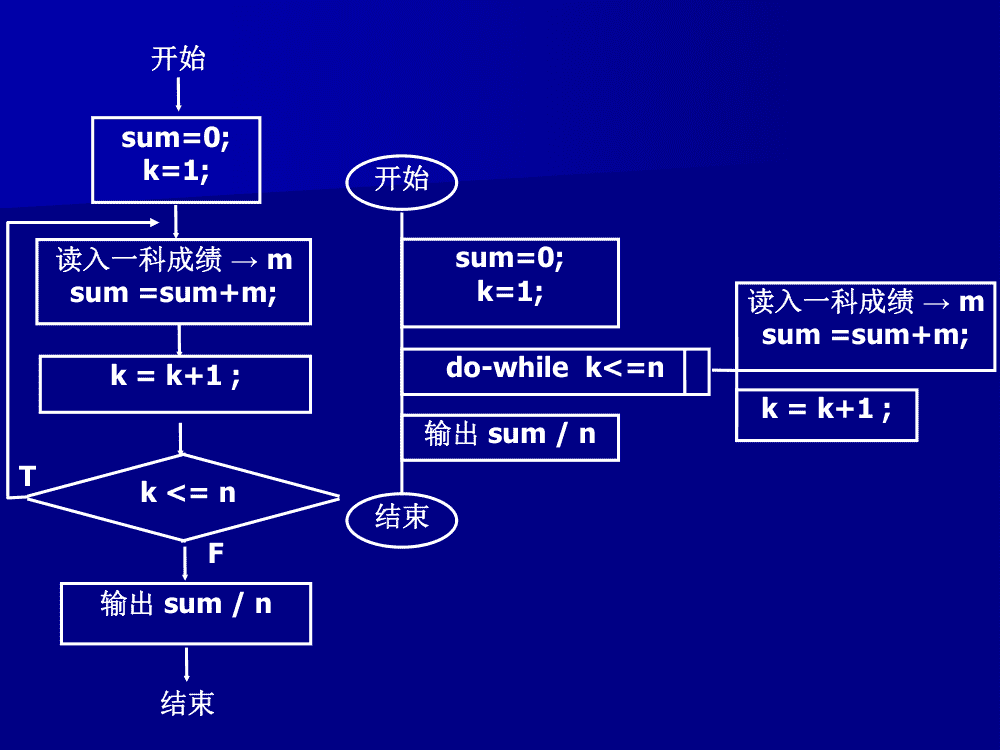 开始
sum=0;
k=1;
读入一科成绩 → m
sum =sum+m;
k = k+1 ;
T
k <= n
F
输出 sum / n
结束
开始
sum=0;
k=1;
do-while k<=n
输出 sum / n
结束
读入一科成绩 → m
sum =sum+m;
k = k+1 ;